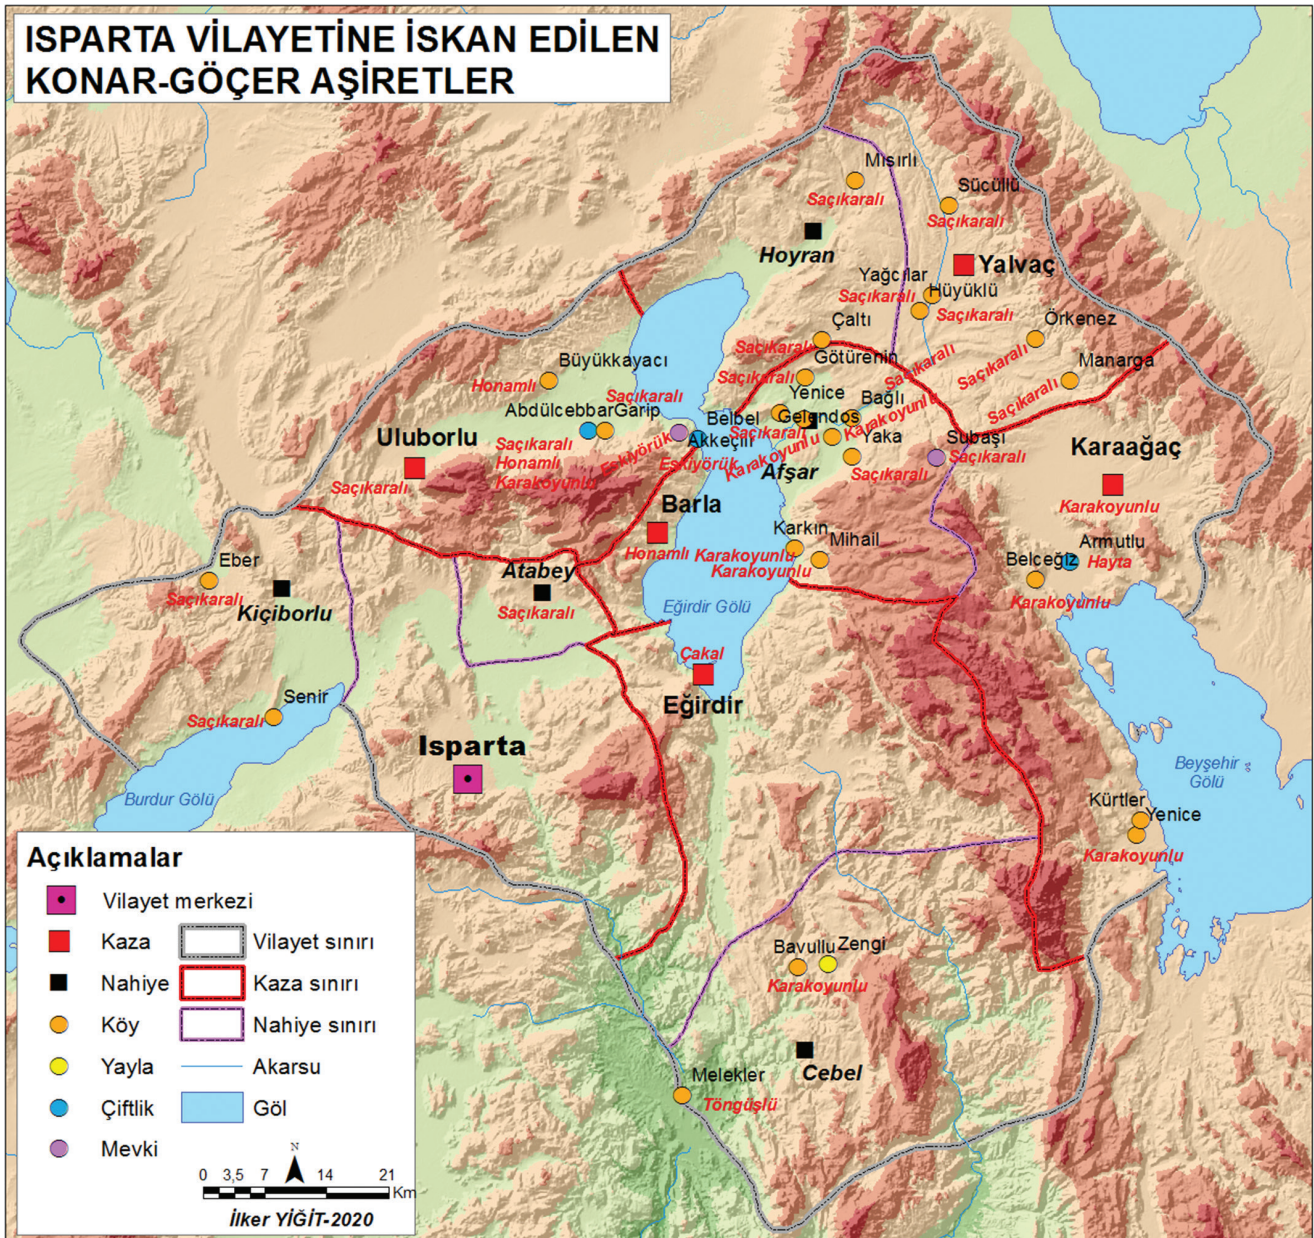 ISPARTA VİLAYETİNE İSKAN EDİLEN
KONAR-GÖÇER AŞİRETLER
Mısırlı
Saçıkaralı
Sücüllü
Saçıkaralı
Hoyran
Yalvaç
Yağcılar
Saçıkaralı
Hüyüklü
Saçıkaralı
Çaltı
Saçıkaralı
Örkenez
Saçıkaralı
Götürenin
Saçıkaralı
Saçıkaralı
Manarga
Saçıkaralı
Büyükkayacı
Honamlı
Saçıkaralı
Yenice
Saçıkaralı
Bağlı
Karakoyunlu
Abdülcebbar
Garip
Saçıkaralı
Honamlı
Karakoyunlu
Eskiyörük
Belbel
Akkeçili
Eskiyörük
Gelendos
Karakoyunlu
Yaka
Saçıkaralı
Afşar
Subaşı
Saçıkaralı
Uluborlu
Saçıkaralı
Karaağaç
Karakoyunlu
Barla
Honamlı
Karkın
Karakoyunlu
Mihail
Karakoyunlu
Armutlu
Hayta
Belceğiz
Karakoyunlu
Eber
Saçıkaralı
Kiçiborlu
Atabey
Saçıkaralı
Eğirdir Gölü
Çakal
Eğirdir
Senir
Saçıkaralı
Isparta
Burdur Gölü
Beyşehir
Gölü
Kürtler
Yenice
Karakoyunlu
Bavullu
Zengi
Karakoyunlu
Cebel
Melekler
Töngüşlü
Açıklamalar
Vilayet merkezi
Kaza
Vilayet sınırı
Nahiye
Kaza sınırı
Köy
Nahiye sınırı
Yayla
Akarsu
Çiftlik
Göl
Mevki
N
0 3,5 7 14 21
Km
İlker YİĞİT-2020